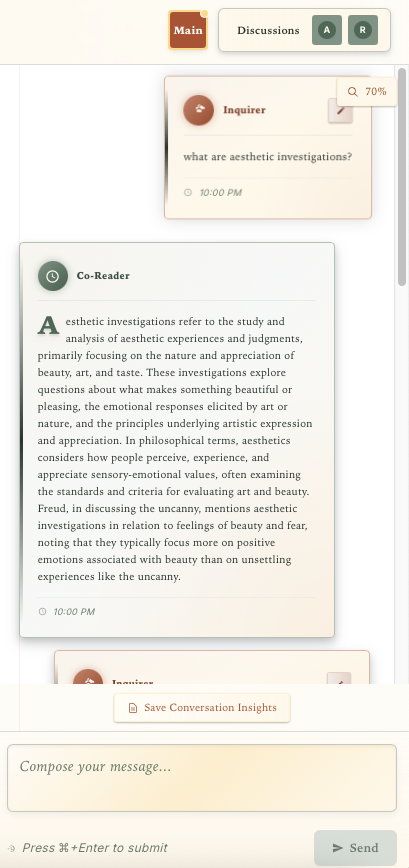 Main
Discussions
A
R
70%
Inquirer
what are aesthetic investigations?
10:00 PM
Co-Reader
Aesthetic investigations refer to the study and
analysis of aesthetic experiences and judgments,
primarily focusing on the nature and appreciation of
beauty, art, and taste. These investigations explore
questions about what makes something beautiful or
pleasing, the emotional responses elicited by art or
nature, and the principles underlying artistic expression
and appreciation. In philosophical terms, aesthetics
considers how people perceive, experience, and
appreciate sensory-emotional values, often examining
the standards and criteria for evaluating art and beauty.
Freud, in discussing the uncanny, mentions aesthetic
investigations in relation to feelings of beauty and fear,
noting that they typically focus more on positive
emotions associated with beauty than on unsettling
experiences like the uncanny.
10:00 PM
Inquirer
Save Conversation Insights
Compose your message...
Press ⌘+Enter to submit
Send